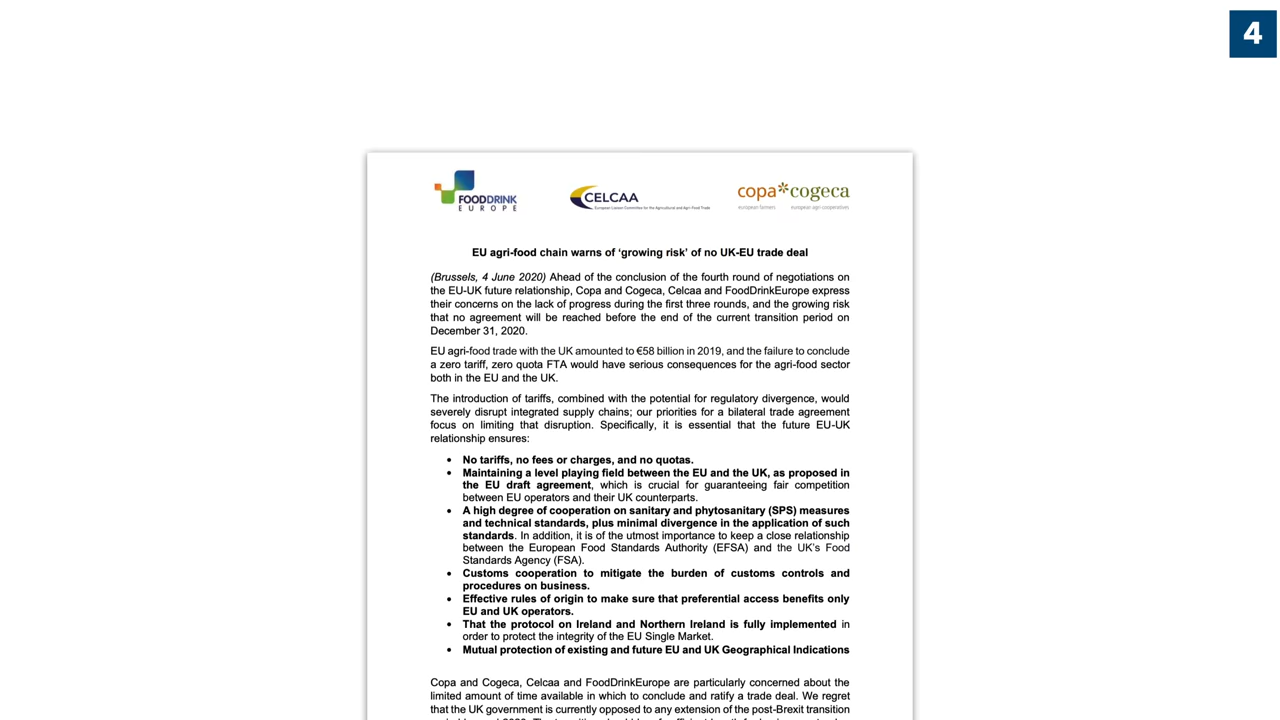 4
FOODDRINK
EUROPE
CELCAA
European Liaison Committee for the Agricultural and Agri-Food Trade
copa*cogeca
european farmers european agri-cooperatives
EU agri-food chain warns of ‘growing risk’ of no UK-EU trade deal
(Brussels, 4 June 2020) Ahead of the conclusion of the fourth round of negotiations on
the EU-UK future relationship, Copa and Cogeca, Celcaa and FoodDrinkEurope express
their concerns on the lack of progress during the first three rounds, and the growing risk
that no agreement will be reached before the end of the current transition period on
December 31, 2020.
EU agri-food trade with the UK amounted to €58 billion in 2019, and the failure to conclude
a zero tariff, zero quota FTA would have serious consequences for the agri-food sector
both in the EU and the UK.
The introduction of tariffs, combined with the potential for regulatory divergence, would
severely disrupt integrated supply chains; our priorities for a bilateral trade agreement
focus on limiting that disruption. Specifically, it is essential that the future EU-UK
relationship ensures:
• No tariffs, no fees or charges, and no quotas.
• Maintaining a level playing field between the EU and the UK, as proposed in
the EU draft agreement, which is crucial for guaranteeing fair competition
between EU operators and their UK counterparts.
• A high degree of cooperation on sanitary and phytosanitary (SPS) measures
and technical standards, plus minimal divergence in the application of such
standards. In addition, it is of the utmost importance to keep a close relationship
between the European Food Standards Authority (EFSA) and the UK's Food
Standards Agency (FSA).
• Customs cooperation to mitigate the burden of customs controls and
procedures on business.
• Effective rules of origin to make sure that preferential access benefits only
EU and UK operators.
• That the protocol on Ireland and Northern Ireland is fully implemented in
order to protect the integrity of the EU Single Market.
• Mutual protection of existing and future EU and UK Geographical Indications
Copa and Cogeca, Celcaa and FoodDrinkEurope are particularly concerned about the
limited amount of time available in which to conclude and ratify a trade deal. We regret
that the UK government is currently opposed to any extension of the post-Brexit transition